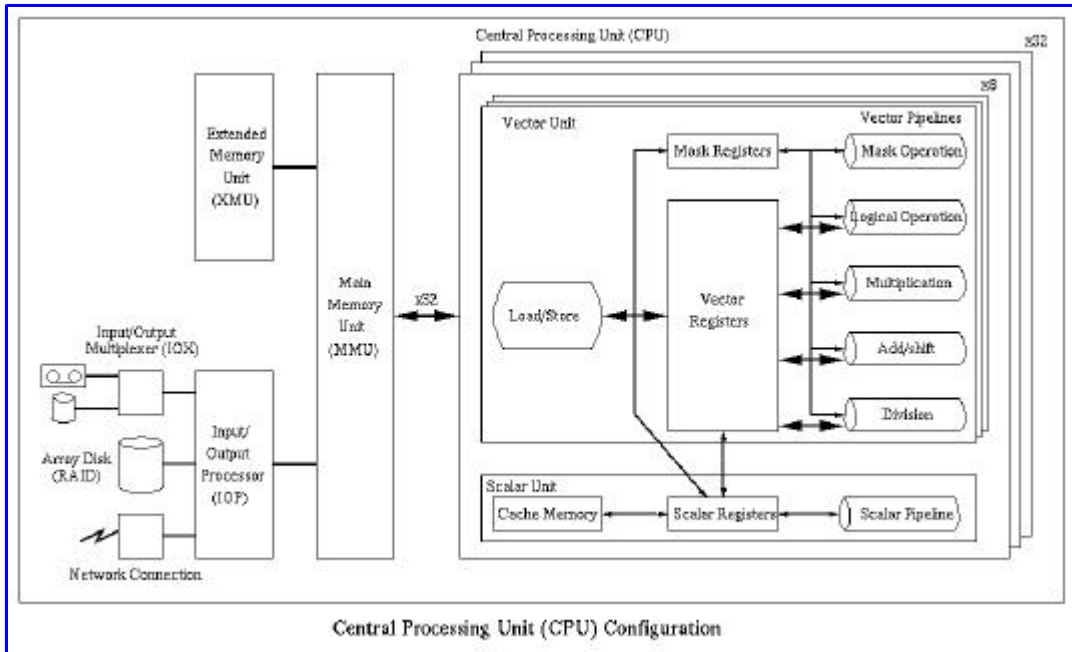 Central Processing Unit (CPU)
x32
x8
Vector Unit
Vector Pipelines
Mask Registers
Mask Operation
Extended
Memory
Unit
(XMU)
Logical Operation
Main
Memory
Unit
(MMU)
x32
Load/Store
Vector
Registers
Multiplication
Input/Output
Multiplexer (IOX)
Add/shift
Division
Array Disk
(RAID)
Input/
Output
Processor
(IOP)
Scalar Unit
Cache Memory
Scalar Registers
Scalar Pipeline
Network Connection
Central Processing Unit (CPU) Configuration